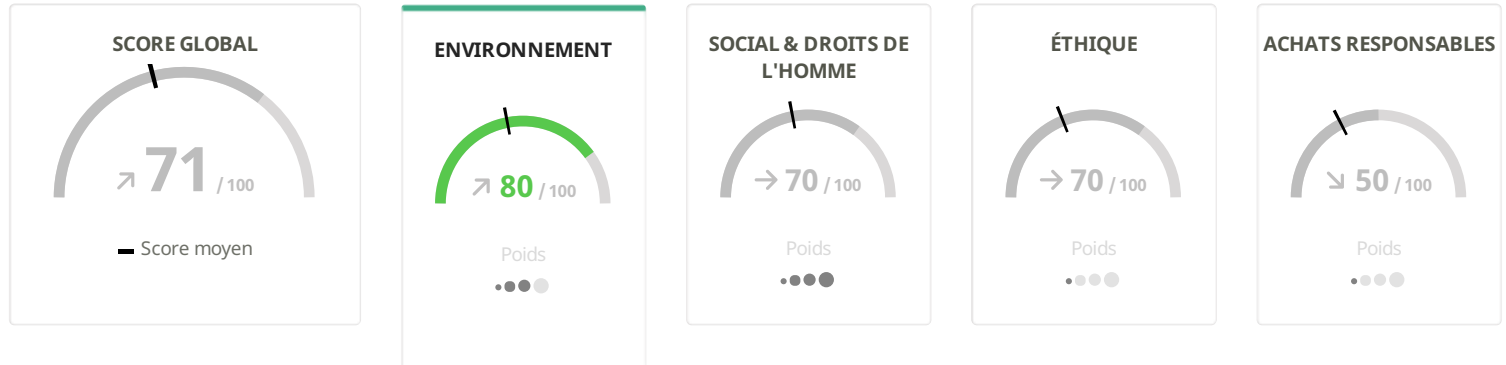 SCORE GLOBAL
71 / 100
Score moyen
ENVIRONNEMENT
80 / 100
Poids
SOCIAL & DROITS DE
L'HOMME
70 / 100
Poids
ÉTHIQUE
70 / 100
Poids
ACHATS RESPONSABLES
50 / 100
Poids